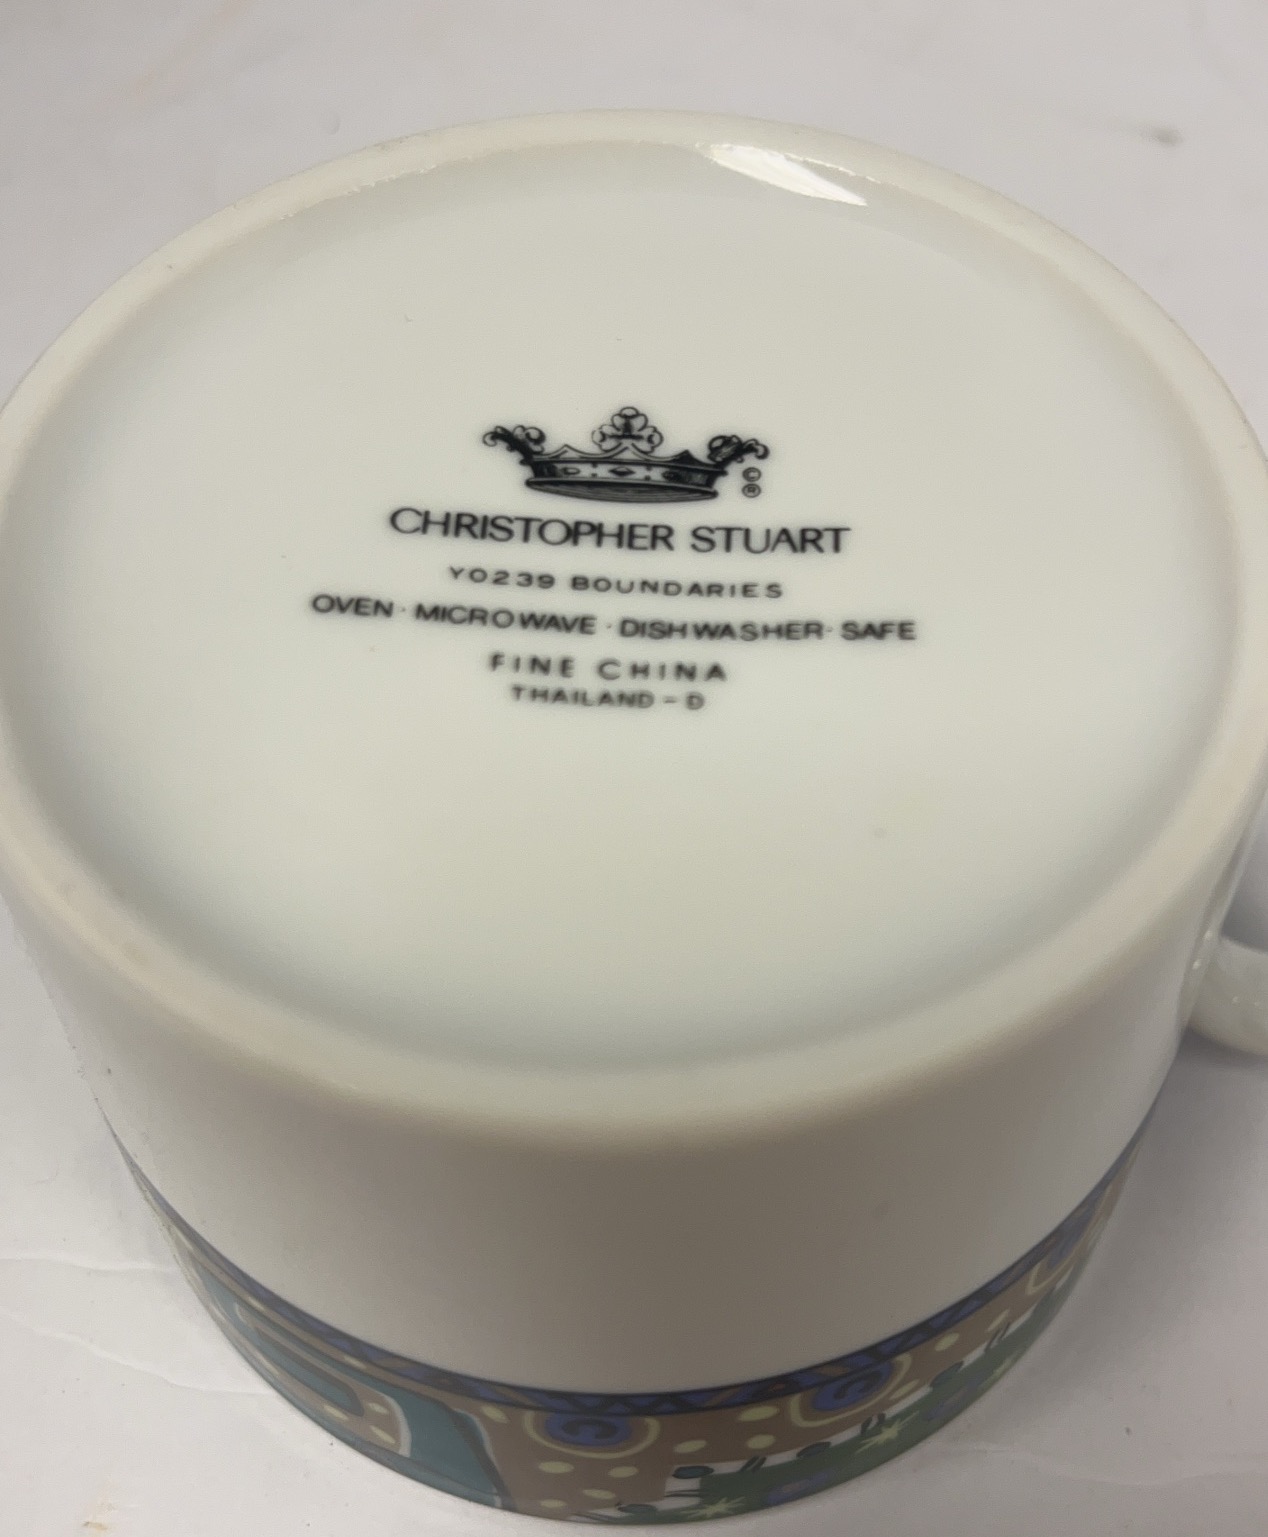 ©
®
CHRISTOPHER STUART
Y0239 BOUNDARIES
OVEN · MICROWAVE · DISHWASHER · SAFE
FINE CHINA
THAILAND - D